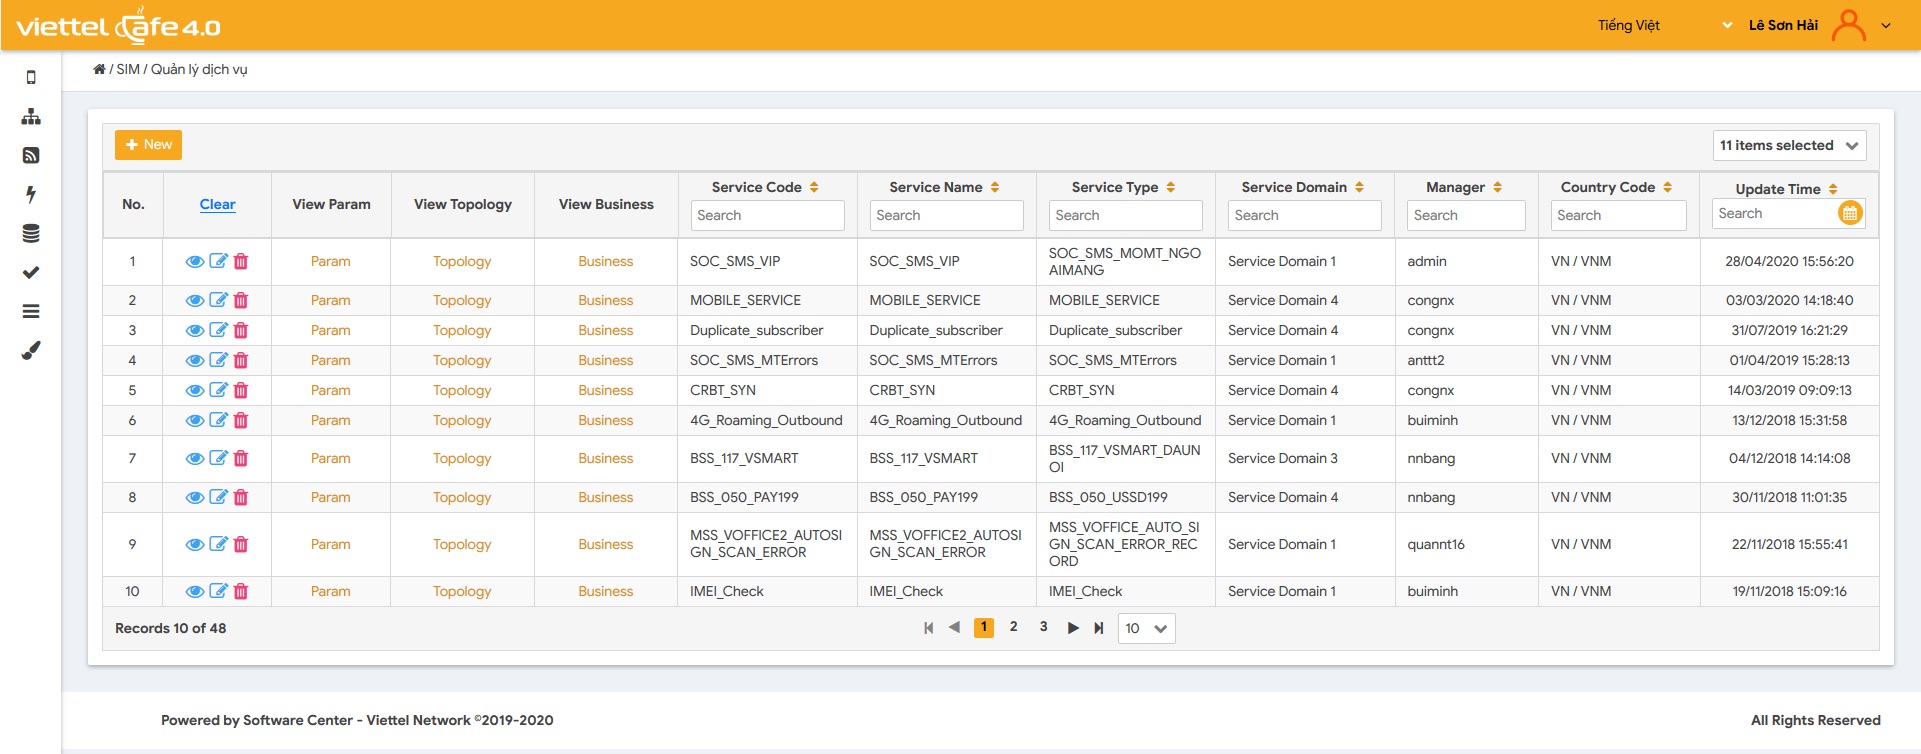 viettel Cafe 4.0
Tiếng Việt
Lê Sơn Hải
/ SIM / Quản lý dịch vụ
+ New
11 items selected
No. Clear View Param View Topology View Business Service Code Service Name Service Type Service Domain Manager Country Code Update Time
Search Search Search Search Search Search Search
1 Param Topology Business SOC_SMS_VIP SOC_SMS_VIP SOC_SMS_MOMT_NGO
AIMANG Service Domain 1 admin VN / VNM 28/04/2020 15:56:20
2 Param Topology Business MOBILE_SERVICE MOBILE_SERVICE MOBILE_SERVICE Service Domain 4 congnx VN / VNM 03/03/2020 14:18:40
3 Param Topology Business Duplicate_subscriber Duplicate_subscriber Duplicate_subscriber Service Domain 4 congnx VN / VNM 31/07/2019 16:21:29
4 Param Topology Business SOC_SMS_MTErrors SOC_SMS_MTErrors SOC_SMS_MTErrors Service Domain 1 anttt2 VN / VNM 01/04/2019 15:28:13
5 Param Topology Business CRBT_SYN CRBT_SYN CRBT_SYN Service Domain 4 congnx VN / VNM 14/03/2019 09:09:13
6 Param Topology Business 4G_Roaming_Outbound 4G_Roaming_Outbound 4G_Roaming_Outbound Service Domain 1 buiminh VN / VNM 13/12/2018 15:31:58
7 Param Topology Business BSS_117_VSMART BSS_117_VSMART BSS_117_VSMART_DAUN
OI Service Domain 3 nnbang VN / VNM 04/12/2018 14:14:08
8 Param Topology Business BSS_050_PAY199 BSS_050_PAY199 BSS_050_USSD199 Service Domain 4 nnbang VN / VNM 30/11/2018 11:01:35
9 Param Topology Business MSS_VOFFICE2_AUTOSI
GN_SCAN_ERROR MSS_VOFFICE2_AUTOSI
GN_SCAN_ERROR MSS_VOFFICE_AUTO_SI
GN_SCAN_ERROR_REC
ORD Service Domain 1 quannt16 VN / VNM 22/11/2018 15:55:41
10 Param Topology Business IMEI_Check IMEI_Check IMEI_Check Service Domain 1 buiminh VN / VNM 19/11/2018 15:09:16
Records 10 of 48
1 2 3 10
Powered by Software Center - Viettel Network ©2019-2020
All Rights Reserved